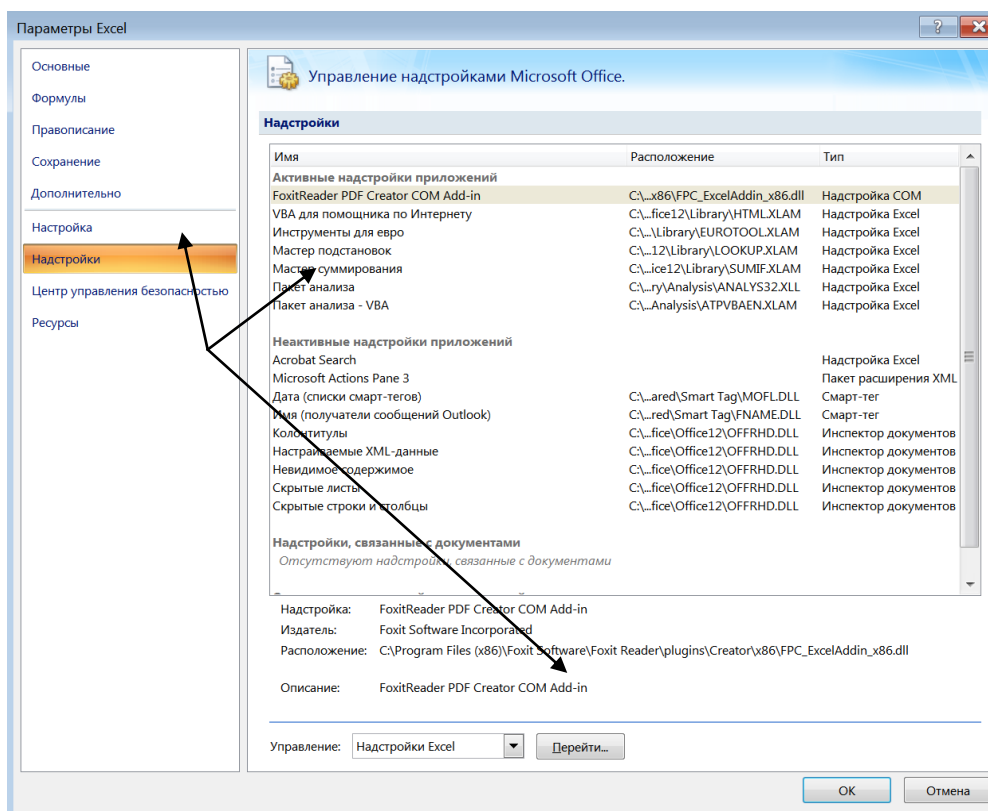 Параметры Excel
Основные
Формулы
Правописание
Сохранение
Дополнительно
Настройка
Надстройки
Центр управления безопасностью
Ресурсы
Управление надстройками Microsoft Office.
Надстройки
Имя Расположение Тип
Активные надстройки приложений
FoxitReader PDF Creator COM Add-in C:\...x86\FPC_ExcelAddin_x86.dll Надстройка COM
VBA для помощника по Интернету C:\...fice12\Library\HTML.XLAM Надстройка Excel
Инструменты для евро C:\...\Library\EUROTOOL.XLAM Надстройка Excel
Мастер подстановок C:\...12\Library\LOOKUP.XLAM Надстройка Excel
Мастер суммирования C:\...ice12\Library\SUMIF.XLAM Надстройка Excel
Пакет анализа C:\...ry\Analysis\ANALYS32.XLL Надстройка Excel
Пакет анализа - VBA C:\...Analysis\ATPVBAEN.XLAM Надстройка Excel
Неактивные надстройки приложений
Acrobat Search Надстройка Excel
Microsoft Actions Pane 3 Пакет расширения XML
Дата (списки смарт-тегов) C:\...ared\Smart Tag\MOFL.DLL Смарт-тег
Имя (получатели сообщений Outlook) C:\...red\Smart Tag\FNAME.DLL Смарт-тег
Колонтитулы C:\...fice\Office12\OFFRHD.DLL Инспектор документов
Настраиваемые XML-данные C:\...fice\Office12\OFFRHD.DLL Инспектор документов
Невидимое содержимое C:\...fice\Office12\OFFRHD.DLL Инспектор документов
Скрытые листы C:\...fice\Office12\OFFRHD.DLL Инспектор документов
Скрытые строки и столбцы C:\...fice\Office12\OFFRHD.DLL Инспектор документов
Надстройки, связанные с документами
Отсутствуют надстройки, связанные с документами
Надстройка: FoxitReader PDF Creator COM Add-in
Издатель: Foxit Software Incorporated
Расположение: C:\Program Files (x86)\Foxit Software\Foxit Reader\plugins\Creator\x86\FPC_ExcelAddin_x86.dll
Описание: FoxitReader PDF Creator COM Add-in
Управление: Надстройки Excel Перейти...
ОК Отмена